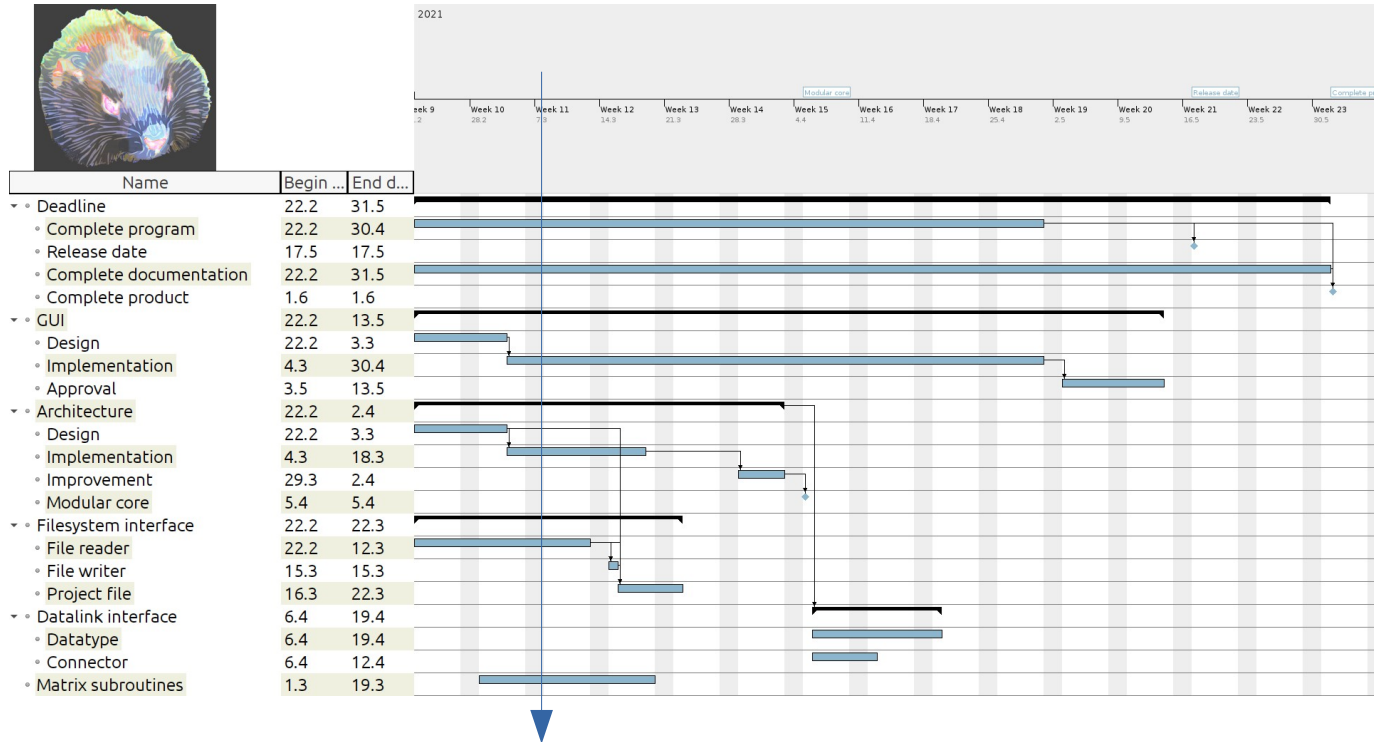 2021
Modular core Release date Complete pr
eek 9 Week 10 Week 11 Week 12 Week 13 Week 14 Week 15 Week 16 Week 17 Week 18 Week 19 Week 20 Week 21 Week 22 Week 23
.2 28.2 7.3 14.3 21.3 28.3 4.4 11.4 18.4 25.4 2.5 9.5 16.5 23.5 30.5
Name Begin ... End d...
Deadline 22.2 31.5
Complete program 22.2 30.4
Release date 17.5 17.5
Complete documentation 22.2 31.5
Complete product 1.6 1.6
GUI 22.2 13.5
Design 22.2 3.3
Implementation 4.3 30.4
Approval 3.5 13.5
Architecture 22.2 2.4
Design 22.2 3.3
Implementation 4.3 18.3
Improvement 29.3 2.4
Modular core 5.4 5.4
Filesystem interface 22.2 22.3
File reader 22.2 12.3
File writer 15.3 15.3
Project file 16.3 22.3
Datalink interface 6.4 19.4
Datatype 6.4 19.4
Connector 6.4 12.4
Matrix subroutines 1.3 19.3